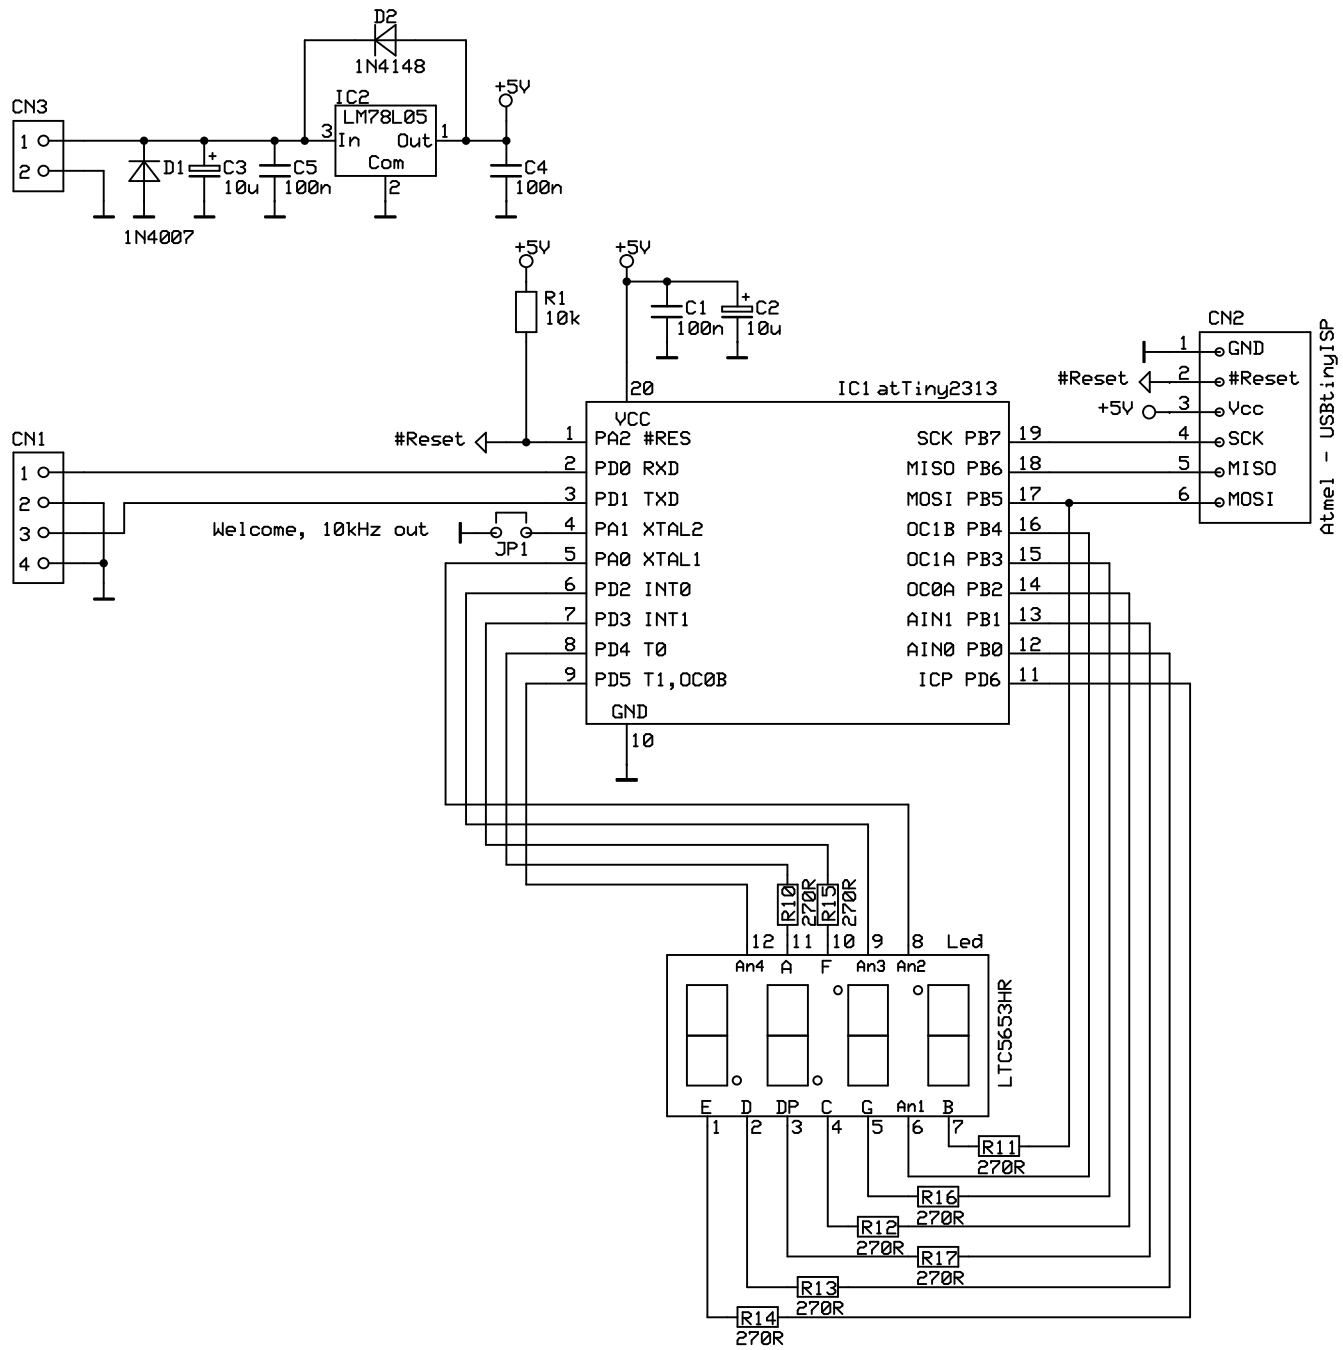 D2
1N4148
+5V
CN3
IC2
LM78L05
1
3
In
Out
1
2
D1
+
C3
10u
C5
100n
Com
2
C4
100n
1N4007
+5V
+5V
R1
10k
C1
100n
+
C2
10u
CN2
Atmel - USBtinyISP
1
GND
#Reset
2
#Reset
+5V
3
Vcc
4
SCK
5
MISO
6
MOSI
20
IC1 atTiny2313
VCC
CN1
#Reset
1
PA2 #RES
SCK PB7
19
1
2
PD0 RXD
MISO PB6
18
2
3
PD1 TXD
MOSI PB5
17
3
Welcome, 10kHz out
JP1
4
PA1 XTAL2
OC1B PB4
16
4
5
PA0 XTAL1
OC1A PB3
15
6
PD2 INT0
OC0A PB2
14
7
PD3 INT1
AIN1 PB1
13
8
PD4 T0
AIN0 PB0
12
9
PD5 T1,OC0B
ICP PD6
11
GND
10
R10
270R
R15
270R
12
11
10
9
8
Led
An4
A
F
An3
An2
LTC5653HR
E
D
DP
C
G
An1
B
1
2
3
4
5
6
7
R11
270R
R16
270R
R12
270R
R17
270R
R13
270R
R14
270R